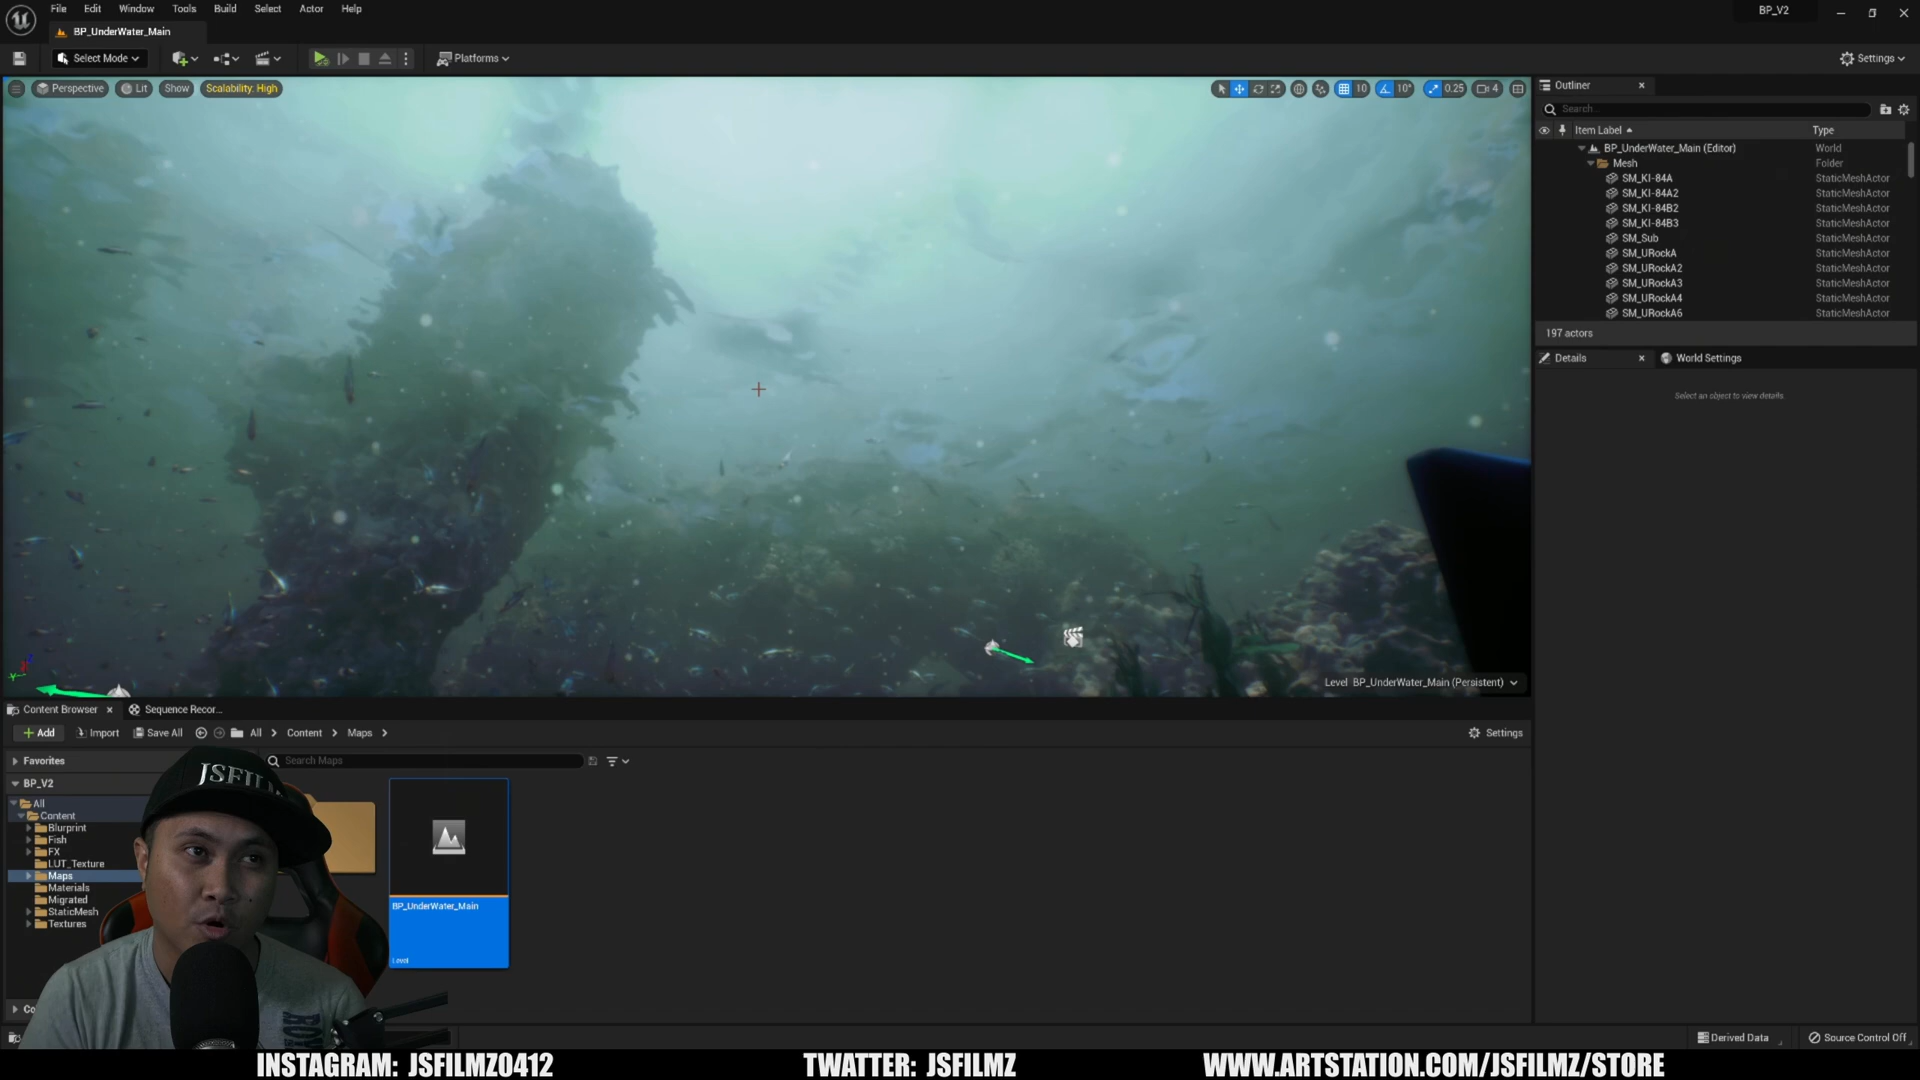 File Edit Window Tools Build Select Actor Help
BP_V2
BP_UnderWater_Main
Select Mode
Platforms
Settings
Perspective Lit Show Scalability: High
10 10° 0.25 4
Outliner
Search...
Item Label Type
BP_UnderWater_Main (Editor) World
Mesh Folder
SM_KI-84A StaticMeshActor
SM_KI-84A2 StaticMeshActor
SM_KI-84B2 StaticMeshActor
SM_KI-84B3 StaticMeshActor
SM_Sub StaticMeshActor
SM_URockA StaticMeshActor
SM_URockA2 StaticMeshActor
SM_URockA3 StaticMeshActor
SM_URockA4 StaticMeshActor
SM_URockA6 StaticMeshActor
197 actors
Details World Settings
Select an object to view details.
Level BP_UnderWater_Main (Persistent)
Content Browser Sequence Recor...
Add Import Save All All Content Maps Settings
Favorites
Search Maps
BP_V2
All
Content
Blurprint
Fish
FX
LUT_Texture
Maps
Materials
Migrated
StaticMesh
Textures
BP_UnderWater_Main
Level
Derived Data Source Control Off
INSTAGRAM: JSFILMZ0412 TWATTER: JSFILMZ WWW.ARTSTATION.COM/JSFILMZ/STORE